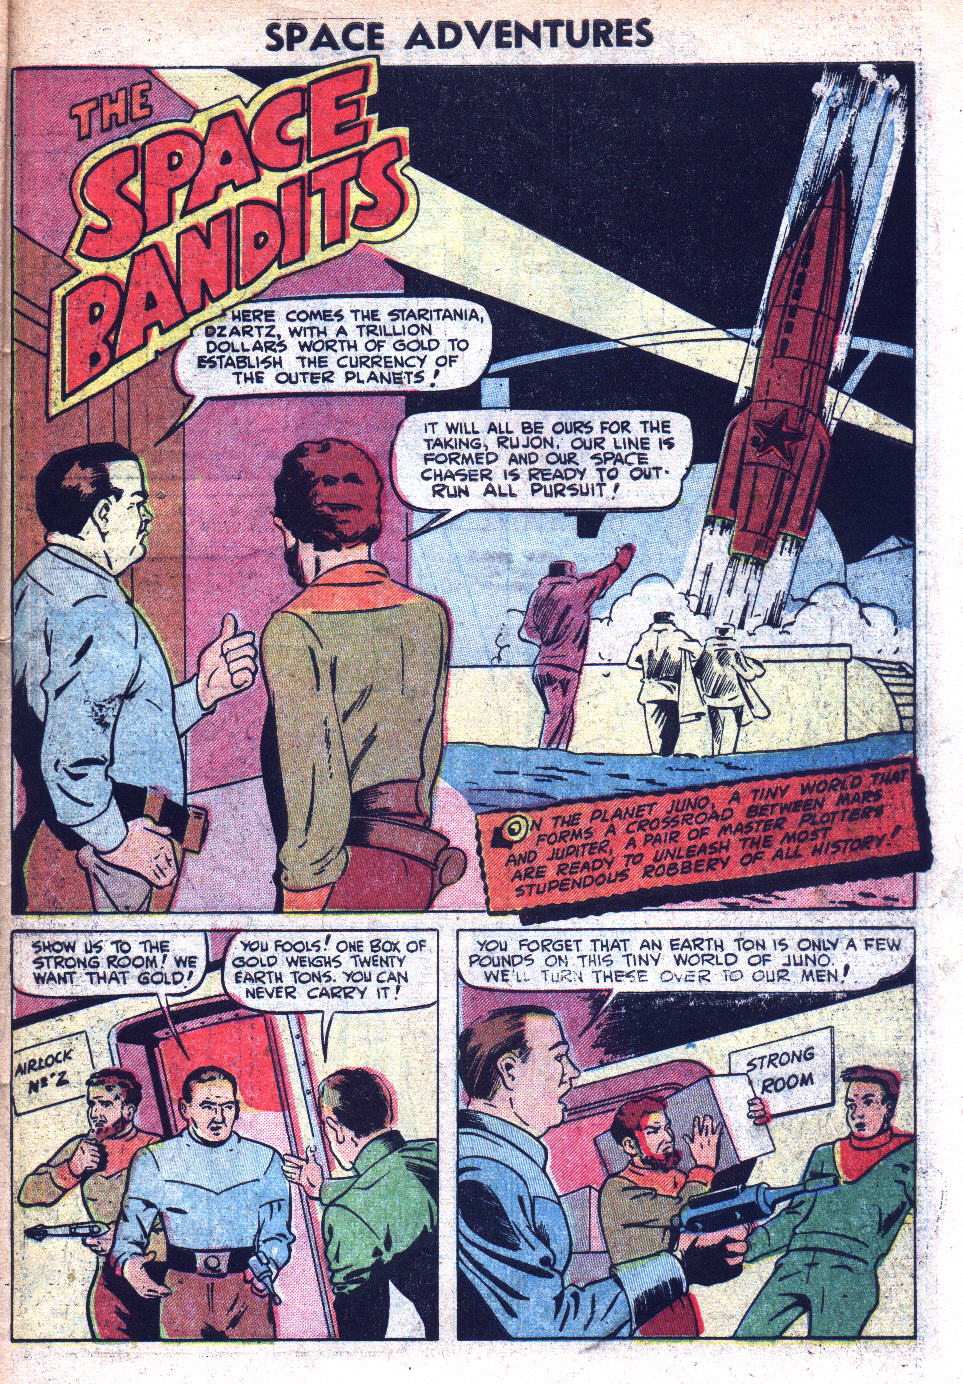 SPACE ADVENTURES
THE
SPACE
BANDITS
HERE COMES THE STARITANIA,
DZARTZ, WITH A TRILLION
DOLLARS WORTH OF GOLD TO
ESTABLISH THE CURRENCY OF
THE OUTER PLANETS!
IT WILL ALL BE OURS FOR THE
TAKING, RUJON. OUR LINE IS
FORMED AND OUR SPACE
CHASER IS READY TO OUT-
RUN ALL PURSUIT!
ON THE PLANET JUNO, A TINY WORLD THAT
FORMS A CROSSROAD BETWEEN MARS
AND JUPITER, A PAIR OF MASTER PLOTTERS
ARE READY TO UNLEASH THE MOST
STUPENDOUS ROBBERY OF ALL HISTORY!
SHOW US TO THE
STRONG ROOM! WE
WANT THAT GOLD!
YOU FOOLS! ONE BOX OF
GOLD WEIGHS TWENTY
EARTH TONS. YOU CAN
NEVER CARRY IT!
AIRLOCK
Nº 2
YOU FORGET THAT AN EARTH TON IS ONLY A FEW
POUNDS ON THIS TINY WORLD OF JUNO.
WE'LL TURN THESE OVER TO OUR MEN!
STRONG
ROOM